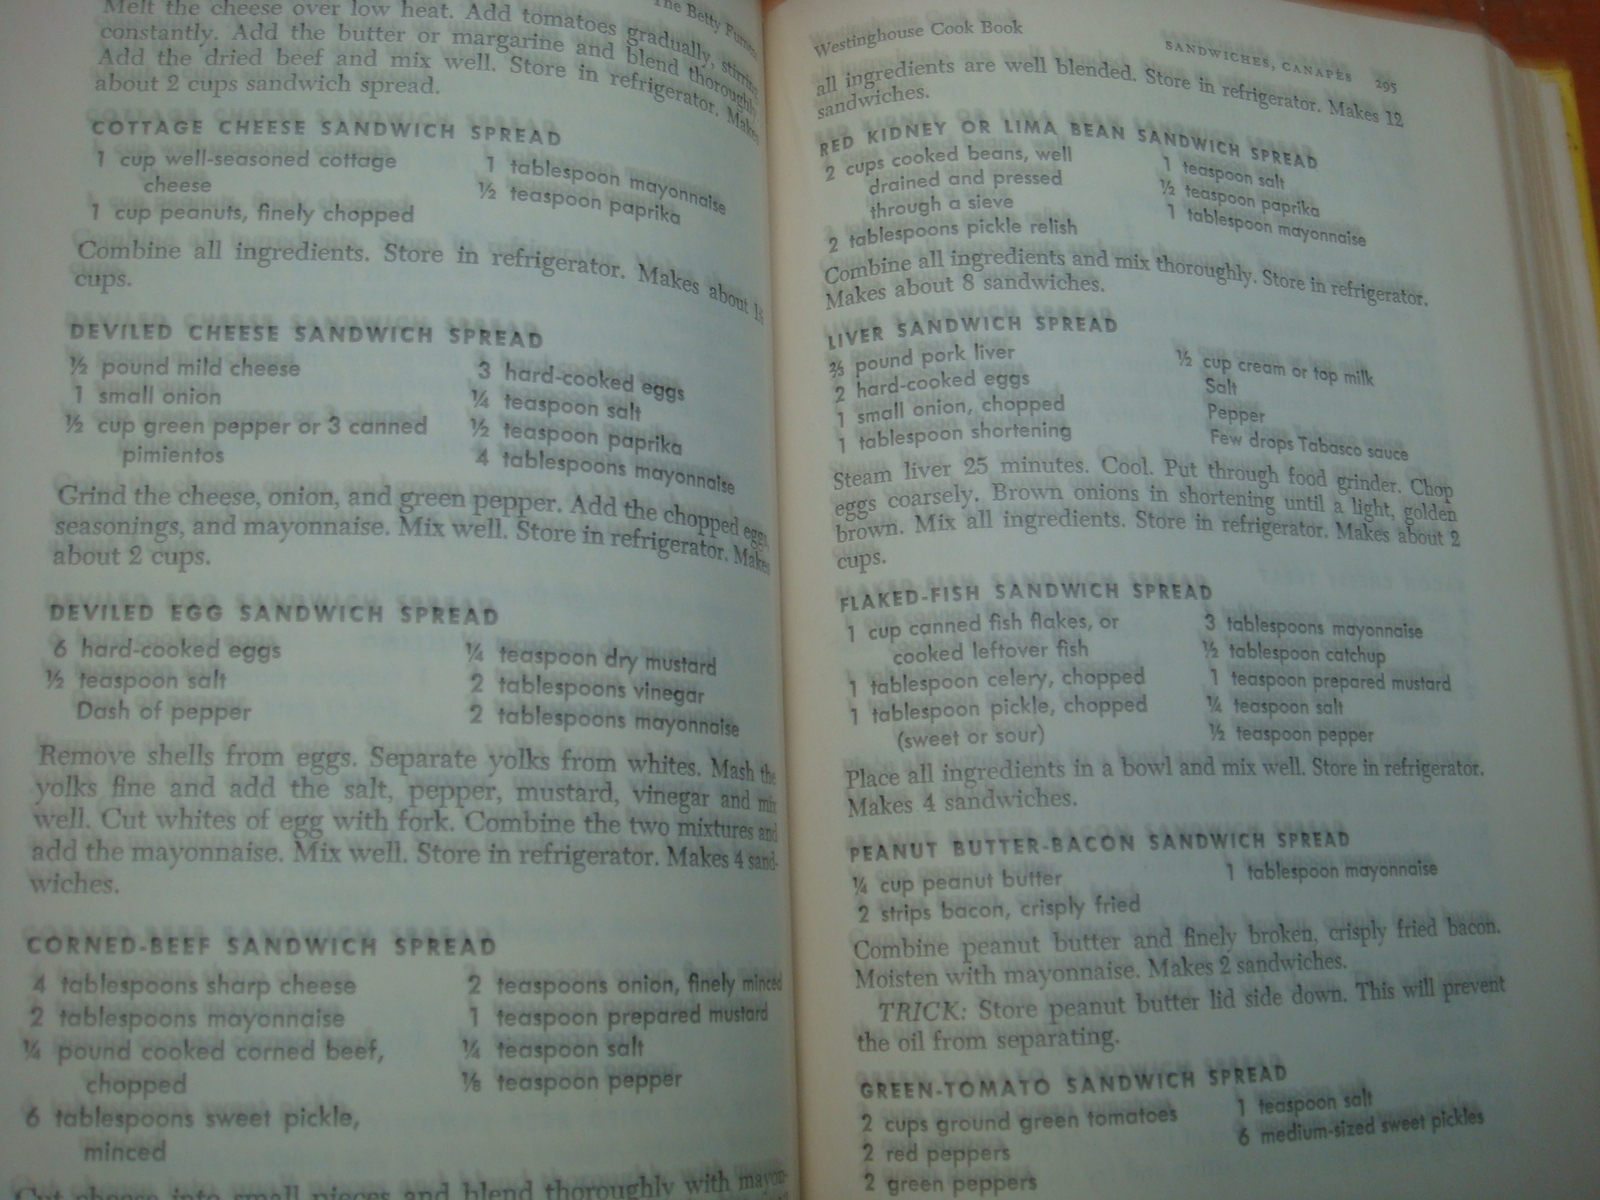 The Betty Furness
Melt the cheese over low heat. Add tomatoes gradually, stirring
constantly. Add the butter or margarine and blend thoroughly.
Add the dried beef and mix well. Store in refrigerator. Makes
about 2 cups sandwich spread.
COTTAGE CHEESE SANDWICH SPREAD
1 cup well-seasoned cottage
cheese
1 cup peanuts, finely chopped
1 tablespoon mayonnaise
½ teaspoon paprika
Combine all ingredients. Store in refrigerator. Makes about
cups.
DEVILED CHEESE SANDWICH SPREAD
½ pound mild cheese
1 small onion
½ cup green pepper or 3 canned
pimientos
3 hard-cooked eggs
¼ teaspoon salt
½ teaspoon paprika
4 tablespoons mayonnaise
Grind the cheese, onion, and green pepper. Add the chopped eggs,
seasonings, and mayonnaise. Mix well. Store in refrigerator. Makes
about 2 cups.
DEVILED EGG SANDWICH SPREAD
6 hard-cooked eggs
½ teaspoon salt
Dash of pepper
¼ teaspoon dry mustard
2 tablespoons vinegar
2 tablespoons mayonnaise
Remove shells from eggs. Separate yolks from whites. Mash the
yolks fine and add the salt, pepper, mustard, vinegar and mix
well. Cut whites of egg with fork. Combine the two mixtures and
add the mayonnaise. Mix well. Store in refrigerator. Makes 4 sand-
wiches.
CORNED-BEEF SANDWICH SPREAD
4 tablespoons sharp cheese
2 tablespoons mayonnaise
¼ pound cooked corned beef,
chopped
6 tablespoons sweet pickle,
minced
2 teaspoons onion, finely minced
1 teaspoon prepared mustard
¼ teaspoon salt
⅛ teaspoon pepper
Cut cheese into small pieces and blend thoroughly with mayon-
Westinghouse Cook Book
SANDWICHES, CANAPÉS 295
all ingredients are well blended. Store in refrigerator. Makes 12
sandwiches.
RED KIDNEY OR LIMA BEAN SANDWICH SPREAD
2 cups cooked beans, well
drained and pressed
through a sieve
2 tablespoons pickle relish
1 teaspoon salt
½ teaspoon paprika
1 tablespoon mayonnaise
Combine all ingredients and mix thoroughly. Store in refrigerator.
Makes about 8 sandwiches.
LIVER SANDWICH SPREAD
⅔ pound pork liver
2 hard-cooked eggs
1 small onion, chopped
1 tablespoon shortening
½ cup cream or top milk
Salt
Pepper
Few drops Tabasco sauce
Steam liver 25 minutes. Cool. Put through food grinder. Chop
eggs coarsely. Brown onions in shortening until a light, golden
brown. Mix all ingredients. Store in refrigerator. Makes about 2
cups.
FLAKED-FISH SANDWICH SPREAD
1 cup canned fish flakes, or
cooked leftover fish
1 tablespoon celery, chopped
1 tablespoon pickle, chopped
(sweet or sour)
3 tablespoons mayonnaise
½ tablespoon catchup
1 teaspoon prepared mustard
¼ teaspoon salt
½ teaspoon pepper
Place all ingredients in a bowl and mix well. Store in refrigerator.
Makes 4 sandwiches.
PEANUT BUTTER-BACON SANDWICH SPREAD
¼ cup peanut butter
2 strips bacon, crisply fried
1 tablespoon mayonnaise
Combine peanut butter and finely broken, crisply fried bacon.
Moisten with mayonnaise. Makes 2 sandwiches.
TRICK: Store peanut butter lid side down. This will prevent
the oil from separating.
GREEN-TOMATO SANDWICH SPREAD
2 cups ground green tomatoes
2 red peppers
2 green peppers
1 teaspoon salt
6 medium-sized sweet pickles